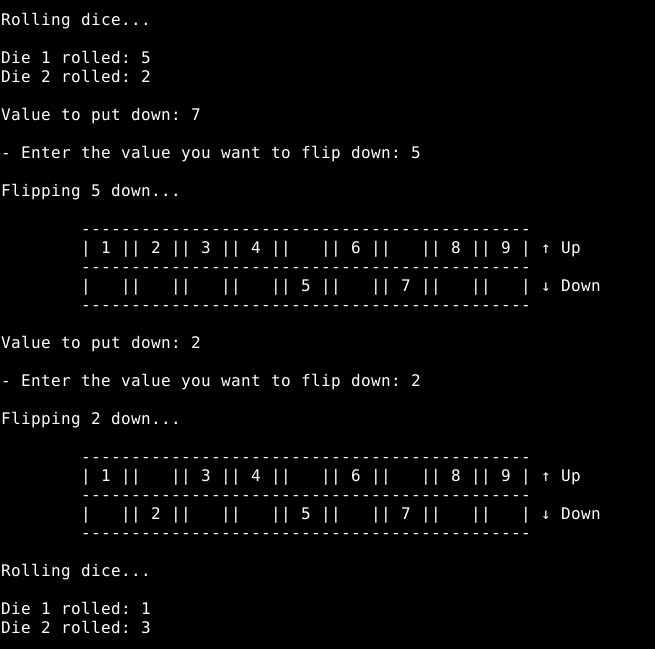 Rolling dice...
Die 1 rolled: 5
Die 2 rolled: 2
Value to put down: 7
- Enter the value you want to flip down: 5
Flipping 5 down...
---------------------------------------------
| 1 || 2 || 3 || 4 ||   || 6 ||   || 8 || 9 | ↑ Up
---------------------------------------------
|   ||   ||   ||   || 5 ||   || 7 ||   ||   | ↓ Down
---------------------------------------------
Value to put down: 2
- Enter the value you want to flip down: 2
Flipping 2 down...
---------------------------------------------
| 1 ||   || 3 || 4 ||   || 6 ||   || 8 || 9 | ↑ Up
---------------------------------------------
|   || 2 ||   ||   || 5 ||   || 7 ||   ||   | ↓ Down
---------------------------------------------
Rolling dice...
Die 1 rolled: 1
Die 2 rolled: 3